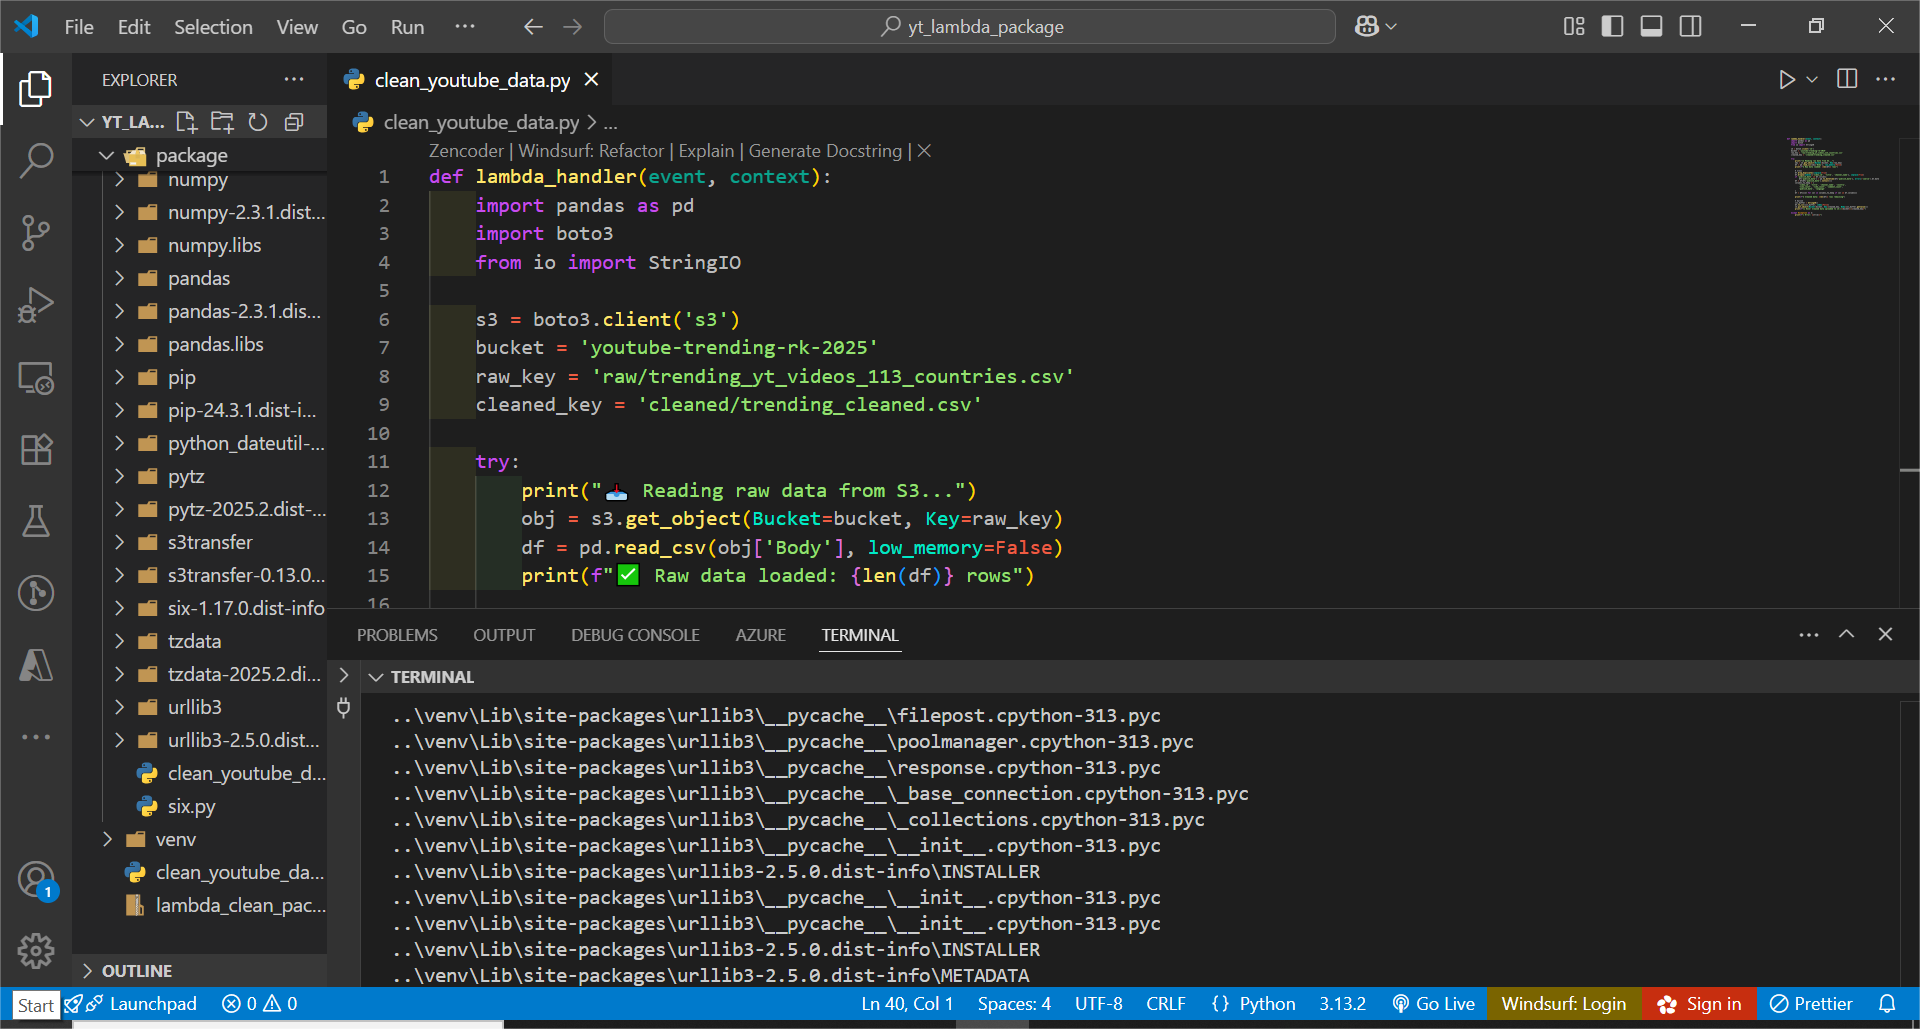 File Edit Selection View Go Run ··· yt_lambda_package
EXPLORER
clean_youtube_data.py
YT_LA...
clean_youtube_data.py > ...
package
numpy
numpy-2.3.1.dist...
numpy.libs
pandas
pandas-2.3.1.dis...
pandas.libs
pip
pip-24.3.1.dist-i...
python_dateutil-...
pytz
pytz-2025.2.dist-...
s3transfer
s3transfer-0.13.0...
six-1.17.0.dist-info
tzdata
tzdata-2025.2.di...
urllib3
urllib3-2.5.0.dist...
clean_youtube_d...
six.py
venv
clean_youtube_da...
lambda_clean_pac...
OUTLINE
Zencoder | Windsurf: Refactor | Explain | Generate Docstring | ×
1 def lambda_handler(event, context):
2 import pandas as pd
3 import boto3
4 from io import StringIO
5
6 s3 = boto3.client('s3')
7 bucket = 'youtube-trending-rk-2025'
8 raw_key = 'raw/trending_yt_videos_113_countries.csv'
9 cleaned_key = 'cleaned/trending_cleaned.csv'
10
11 try:
12 print("📥 Reading raw data from S3...")
13 obj = s3.get_object(Bucket=bucket, Key=raw_key)
14 df = pd.read_csv(obj['Body'], low_memory=False)
15 print(f"✅ Raw data loaded: {len(df)} rows")
16
PROBLEMS OUTPUT DEBUG CONSOLE AZURE TERMINAL
TERMINAL
..\venv\Lib\site-packages\urllib3\__pycache__\filepost.cpython-313.pyc
..\venv\Lib\site-packages\urllib3\__pycache__\poolmanager.cpython-313.pyc
..\venv\Lib\site-packages\urllib3\__pycache__\response.cpython-313.pyc
..\venv\Lib\site-packages\urllib3\__pycache__\_base_connection.cpython-313.pyc
..\venv\Lib\site-packages\urllib3\__pycache__\_collections.cpython-313.pyc
..\venv\Lib\site-packages\urllib3\__pycache__\__init__.cpython-313.pyc
..\venv\Lib\site-packages\urllib3-2.5.0.dist-info\INSTALLER
..\venv\Lib\site-packages\urllib3\__pycache__\__init__.cpython-313.pyc
..\venv\Lib\site-packages\urllib3\__pycache__\__init__.cpython-313.pyc
..\venv\Lib\site-packages\urllib3-2.5.0.dist-info\INSTALLER
..\venv\Lib\site-packages\urllib3-2.5.0.dist-info\METADATA
1
Start Launchpad 0 0 Ln 40, Col 1 Spaces: 4 UTF-8 CRLF {} Python 3.13.2 Go Live Windsurf: Login Sign in Prettier